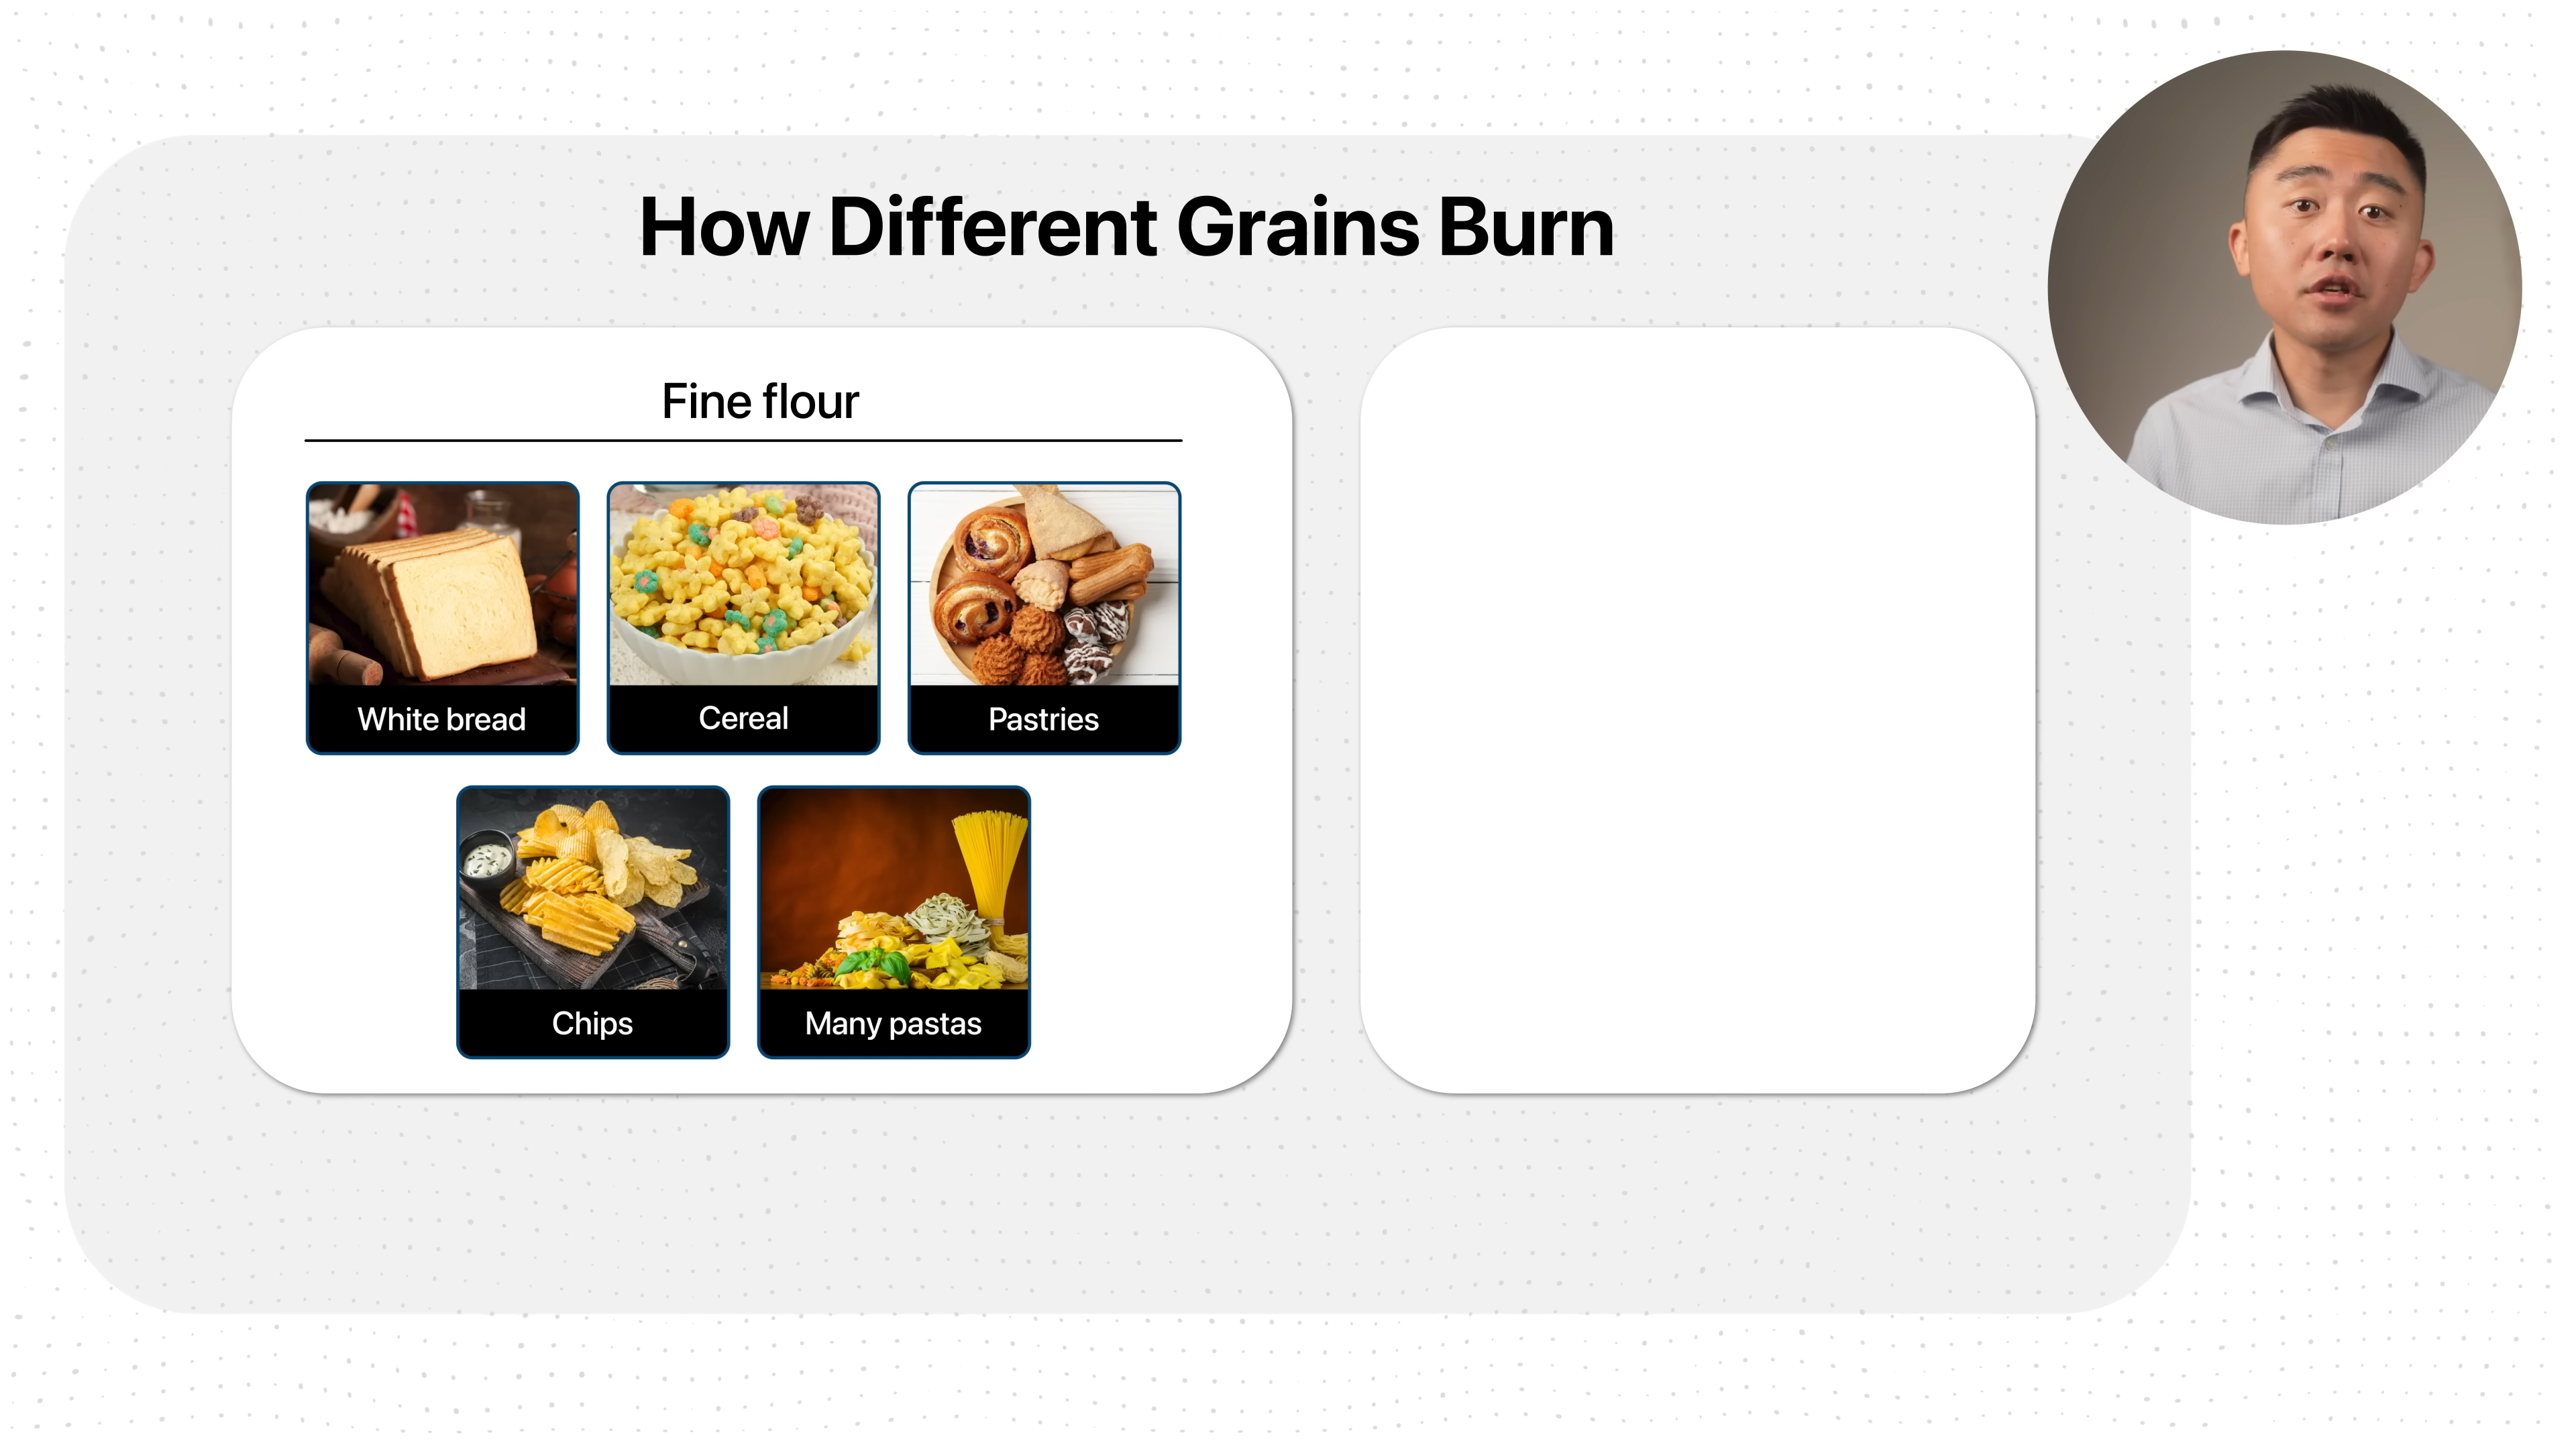 How Different Grains Burn
Fine flour
White bread
Cereal
Pastries
Chips
Many pastas